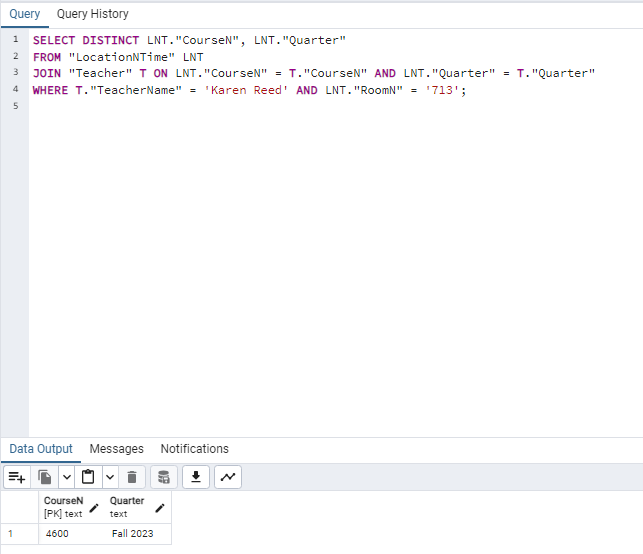 Query Query History
1 SELECT DISTINCT LNT."CourseN", LNT."Quarter"
2 FROM "LocationNTime" LNT
3 JOIN "Teacher" T ON LNT."CourseN" = T."CourseN" AND LNT."Quarter" = T."Quarter"
4 WHERE T."TeacherName" = 'Karen Reed' AND LNT."RoomN" = '713';
5
Data Output Messages Notifications
CourseN Quarter
[PK] text text
1 4600 Fall 2023